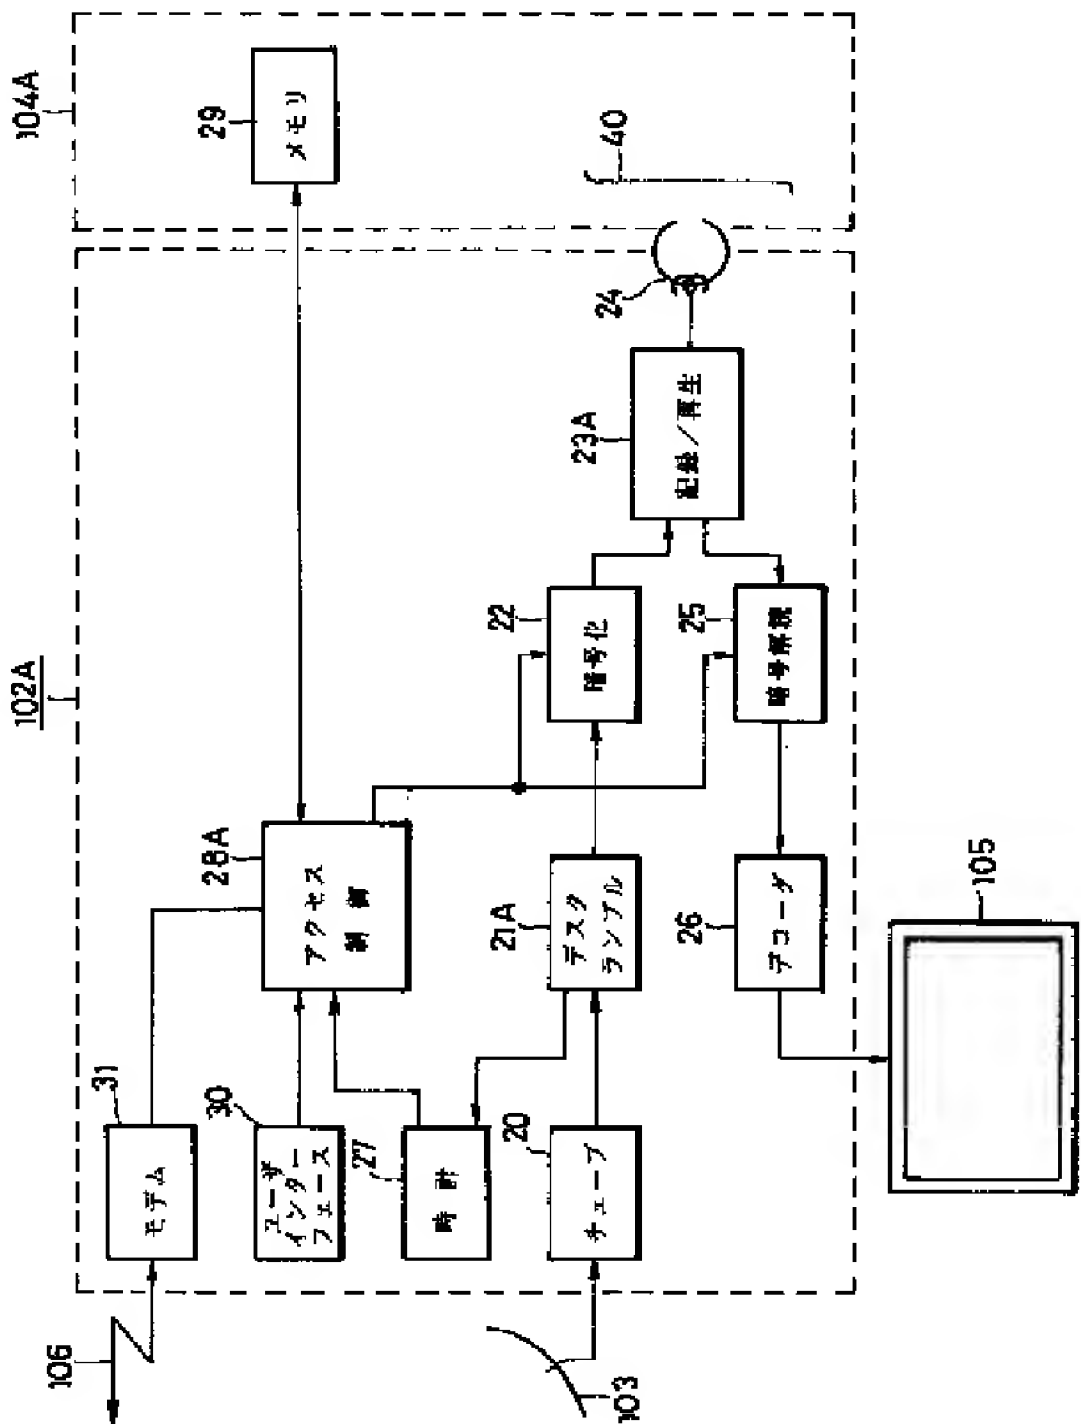 106
102A
104A
31
モデム
30
ユーザ
インター
フェース
28A
アクセス
制御
29
メモリ
27
時計
103
20
チューブ
21A
デスク
ランブル
22
暗号化
23A
記録/再生
24
40
26
デコーダ
25
暗号解読
105